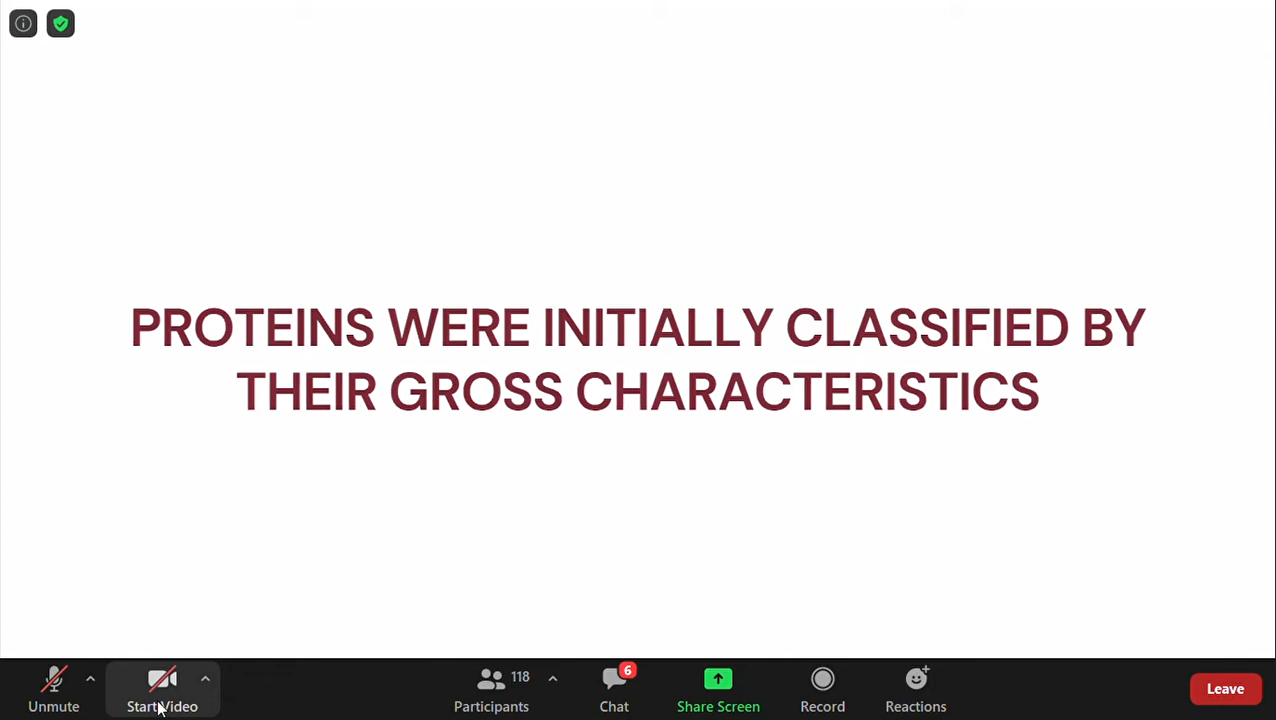 PROTEINS WERE INITIALLY CLASSIFIED BY
THEIR GROSS CHARACTERISTICS
Unmute
Start Video
Participants
118
Chat
6
Share Screen
Record
Reactions
Leave